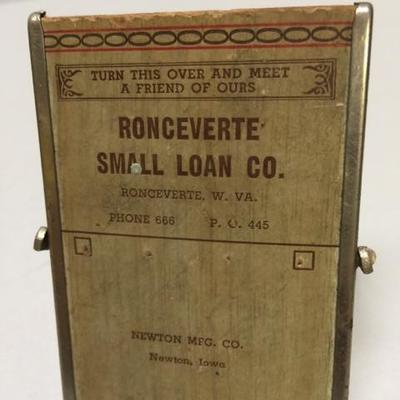 TURN THIS OVER AND MEET
A FRIEND OF OURS
RONCEVERTE
SMALL LOAN CO.
RONCEVERTE, W. VA.
PHONE 666 P. O. 445
NEWTON MFG. CO.
Newton, Iowa